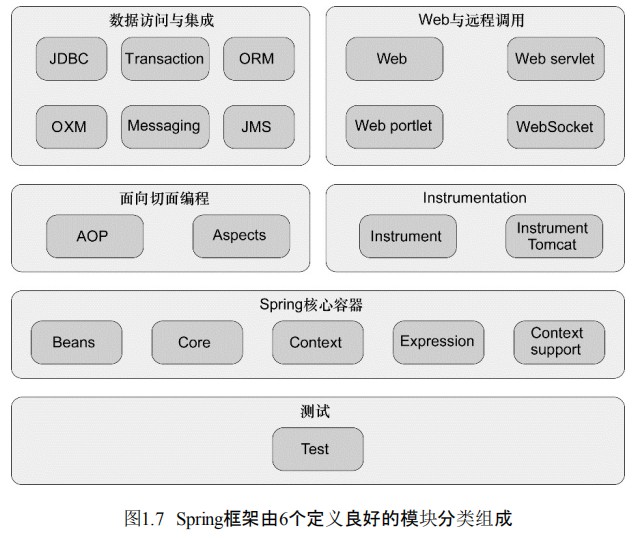 数据访问与集成
JDBC
Transaction
ORM
OXM
Messaging
JMS
Web与远程调用
Web
Web servlet
Web portlet
WebSocket
面向切面编程
AOP
Aspects
Instrumentation
Instrument
Instrument
Tomcat
Spring核心容器
Beans
Core
Context
Expression
Context
support
测试
Test
图1.7 Spring框架由6个定义良好的模块分类组成